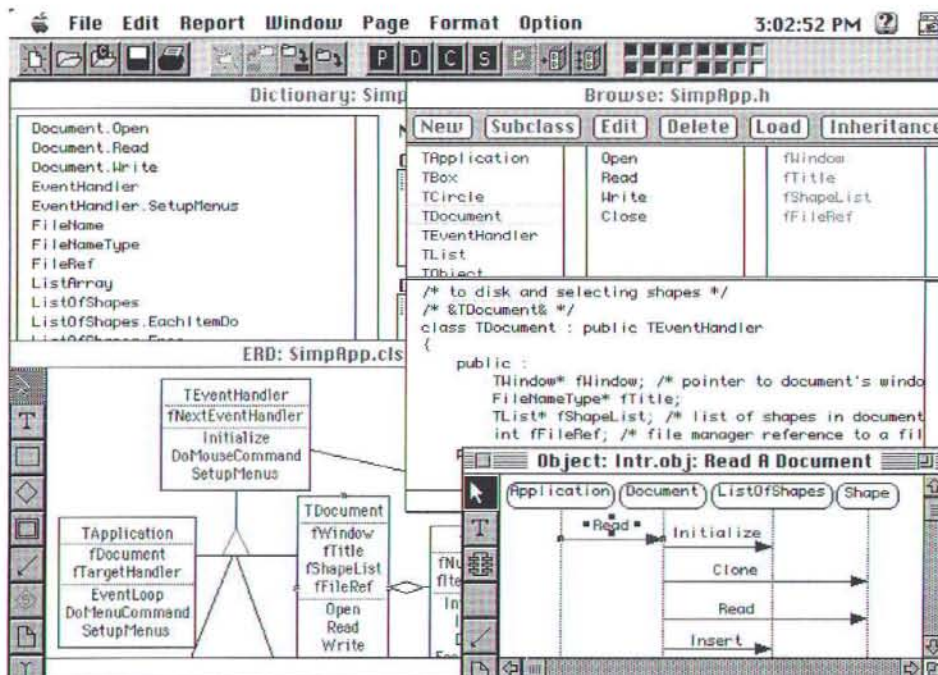 File Edit Report Window Page Format Option 3:02:52 PM
P D C S P
Dictionary: Simp
Document.Open
Document.Read
Document.Write
EventHandler
EventHandler.SetupMenus
FileName
FileNameType
FileRef
ListArray
ListOfShapes
ListOfShapes.EachItemDo
Browse: SimpApp.h
New Subclass Edit Delete Load Inheritance
TApplication
TBox
TCircle
TDocument
TEventHandler
TList
TObject
Open
Read
Write
Close
fWindow
fTitle
fShapeList
fFileRef
/* to disk and selecting shapes */
/* &TDocument& */
class TDocument : public TEventHandler
{
public :
TWindow* fWindow; /* pointer to document's windo
FileNameType* fTitle;
TList* fShapeList; /* list of shapes in document
int fFileRef; /* file manager reference to a fil
ERD: SimpApp.cls
T
TEventHandler
fNextEventHandler
Initialize
DoMouseCommand
SetupMenus
TApplication
fDocument
fTargetHandler
EventLoop
DoMenuCommand
SetupMenus
TDocument
fWindow
fTitle
fShapeList
fFileRef
Open
Read
Write
Object: Intr.obj: Read A Document
T
Application Document ListOfShapes Shape
Read
Initialize
Clone
Read
Insert